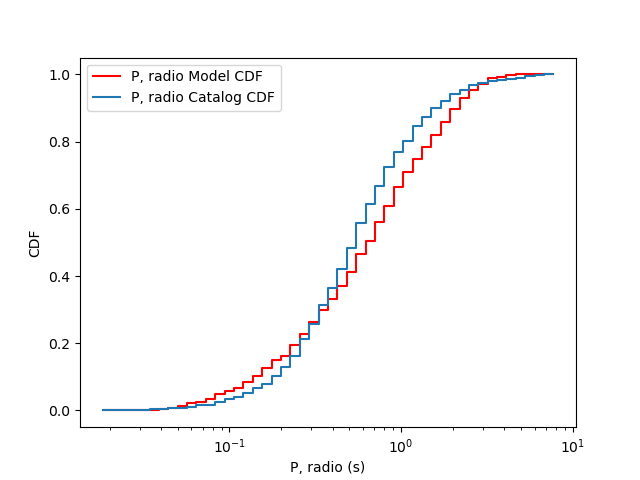 P, radio Model CDF
P, radio Catalog CDF
1.0
0.8
0.6
0.4
0.2
0.0
CDF
10⁻¹ 10⁰ 10¹
P, radio (s)